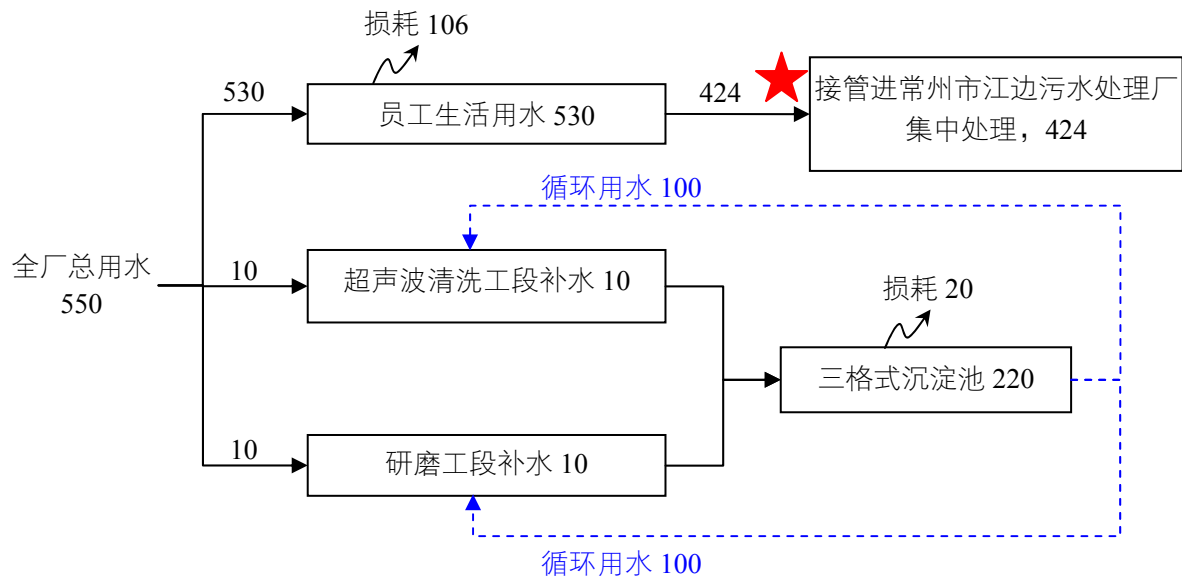 损耗 106
530
员工生活用水 530
424
接管进常州市江边污水处理厂
集中处理，424
循环用水 100
全厂总用水
550
10
超声波清洗工段补水 10
损耗 20
三格式沉淀池 220
10
研磨工段补水 10
循环用水 100